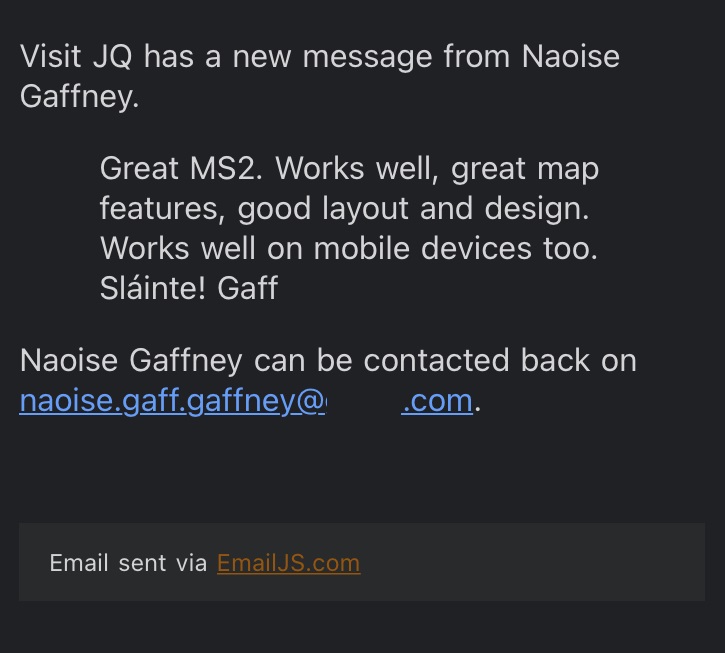 Visit JQ has a new message from Naoise
Gaffney.
Great MS2. Works well, great map
features, good layout and design.
Works well on mobile devices too.
Sláinte! Gaff
Naoise Gaffney can be contacted back on
naoise.gaff.gaffney@ .com.
Email sent via EmailJS.com